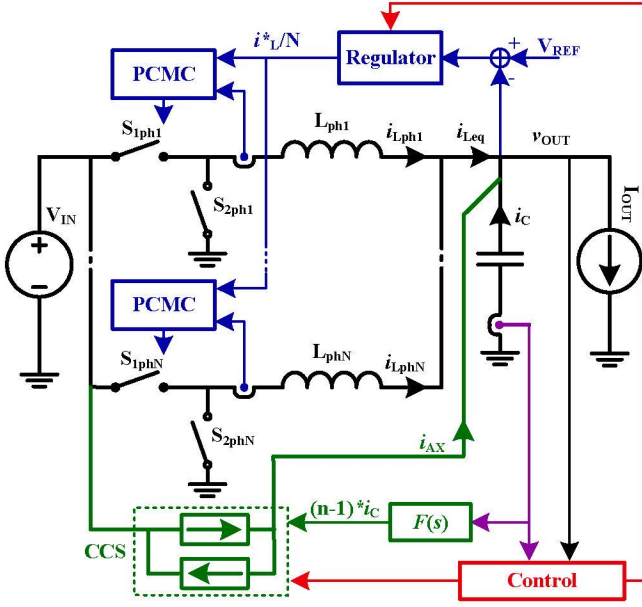 i*L/N
Regulator
+
VREF
-
PCMC
S1ph1
Lph1
iLph1
iLeq
vOUT
S2ph1
VIN
+
−
iC
IOUT
PCMC
S1phN
LphN
iLphN
S2phN
iAX
(n-1)*iC
F(s)
CCS
Control